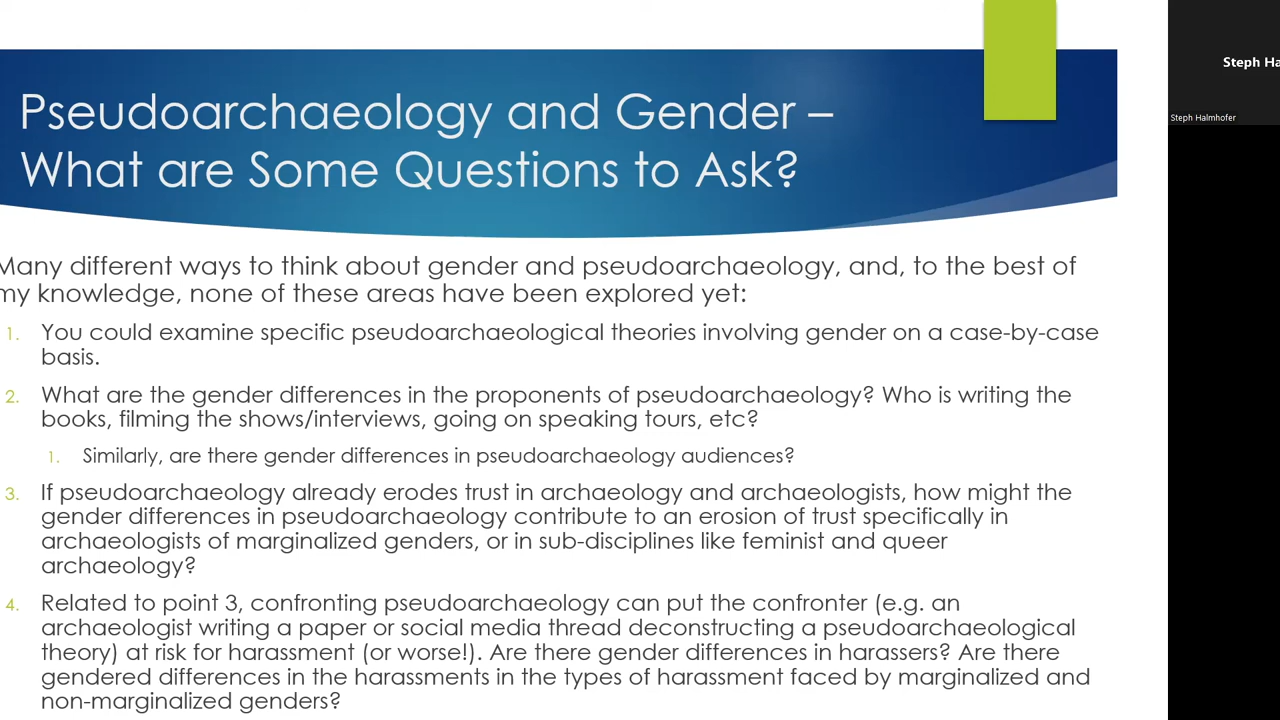 Pseudoarchaeology and Gender –
What are Some Questions to Ask?
Many different ways to think about gender and pseudoarchaeology, and, to the best of
my knowledge, none of these areas have been explored yet:
1. You could examine specific pseudoarchaeological theories involving gender on a case-by-case
basis.
2. What are the gender differences in the proponents of pseudoarchaeology? Who is writing the
books, filming the shows/interviews, going on speaking tours, etc?
1. Similarly, are there gender differences in pseudoarchaeology audiences?
3. If pseudoarchaeology already erodes trust in archaeology and archaeologists, how might the
gender differences in pseudoarchaeology contribute to an erosion of trust specifically in
archaeologists of marginalized genders, or in sub-disciplines like feminist and queer
archaeology?
4. Related to point 3, confronting pseudoarchaeology can put the confronter (e.g. an
archaeologist writing a paper or social media thread deconstructing a pseudoarchaeological
theory) at risk for harassment (or worse!). Are there gender differences in harassers? Are there
gendered differences in the harassments in the types of harassment faced by marginalized and
non-marginalized genders?
Steph Ha
Steph Halmhofer